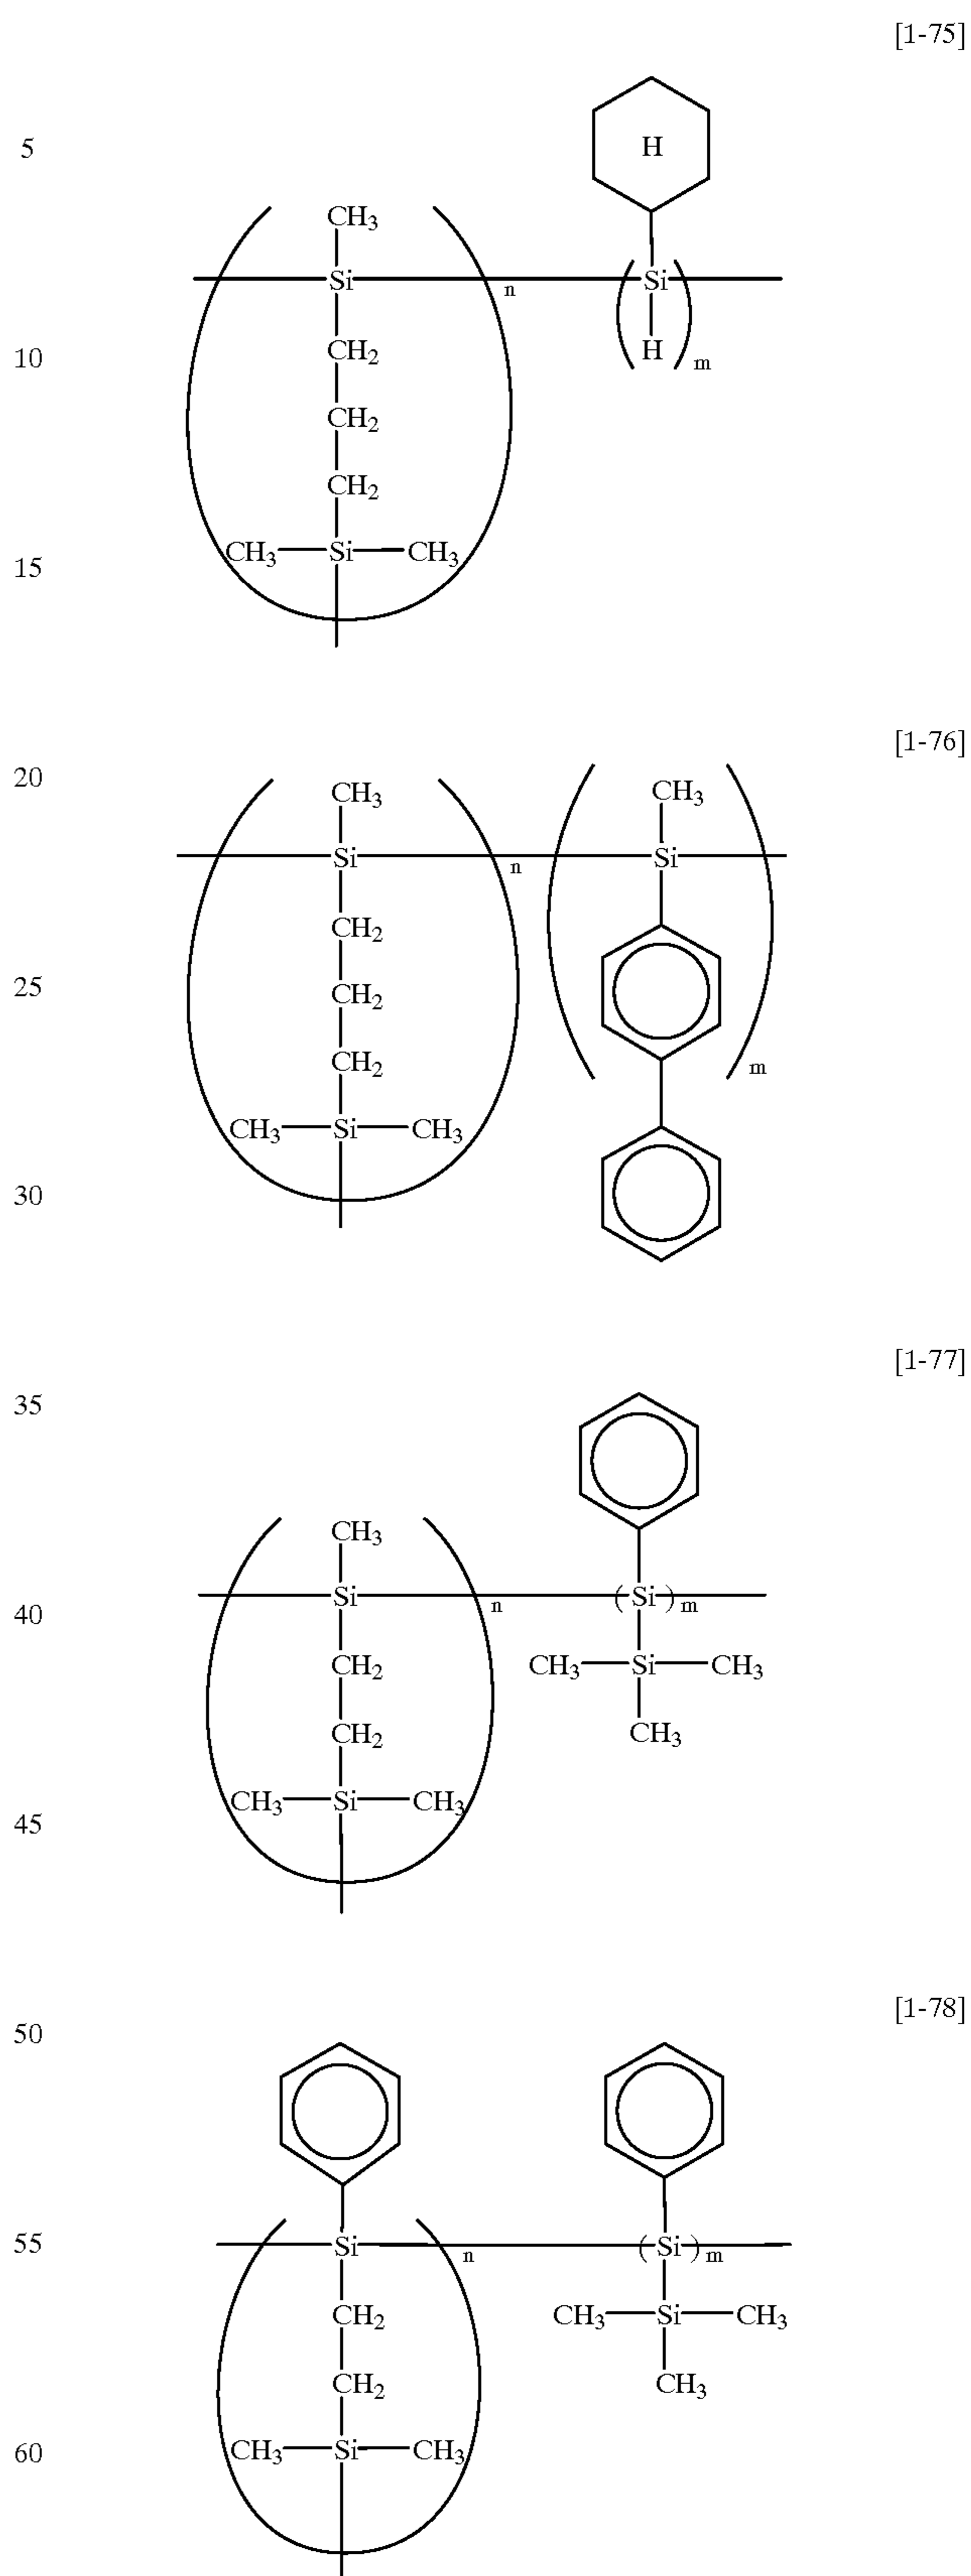 [1-75]
5
H
CH3
Si
n
Si
10
CH2
H
m
CH2
CH2
15
CH3 Si CH3
[1-76]
20
CH3
CH3
Si
n
Si
CH2
25
CH2
CH2
m
CH3 Si CH3
30
[1-77]
35
CH3
Si
n
( Si ) m
40
CH2
CH3 Si CH3
CH2
CH3
CH3 Si CH3
45
[1-78]
50
55
Si
n
( Si ) m
CH2
CH3 Si CH3
CH2
CH3
60
CH3 Si CH3